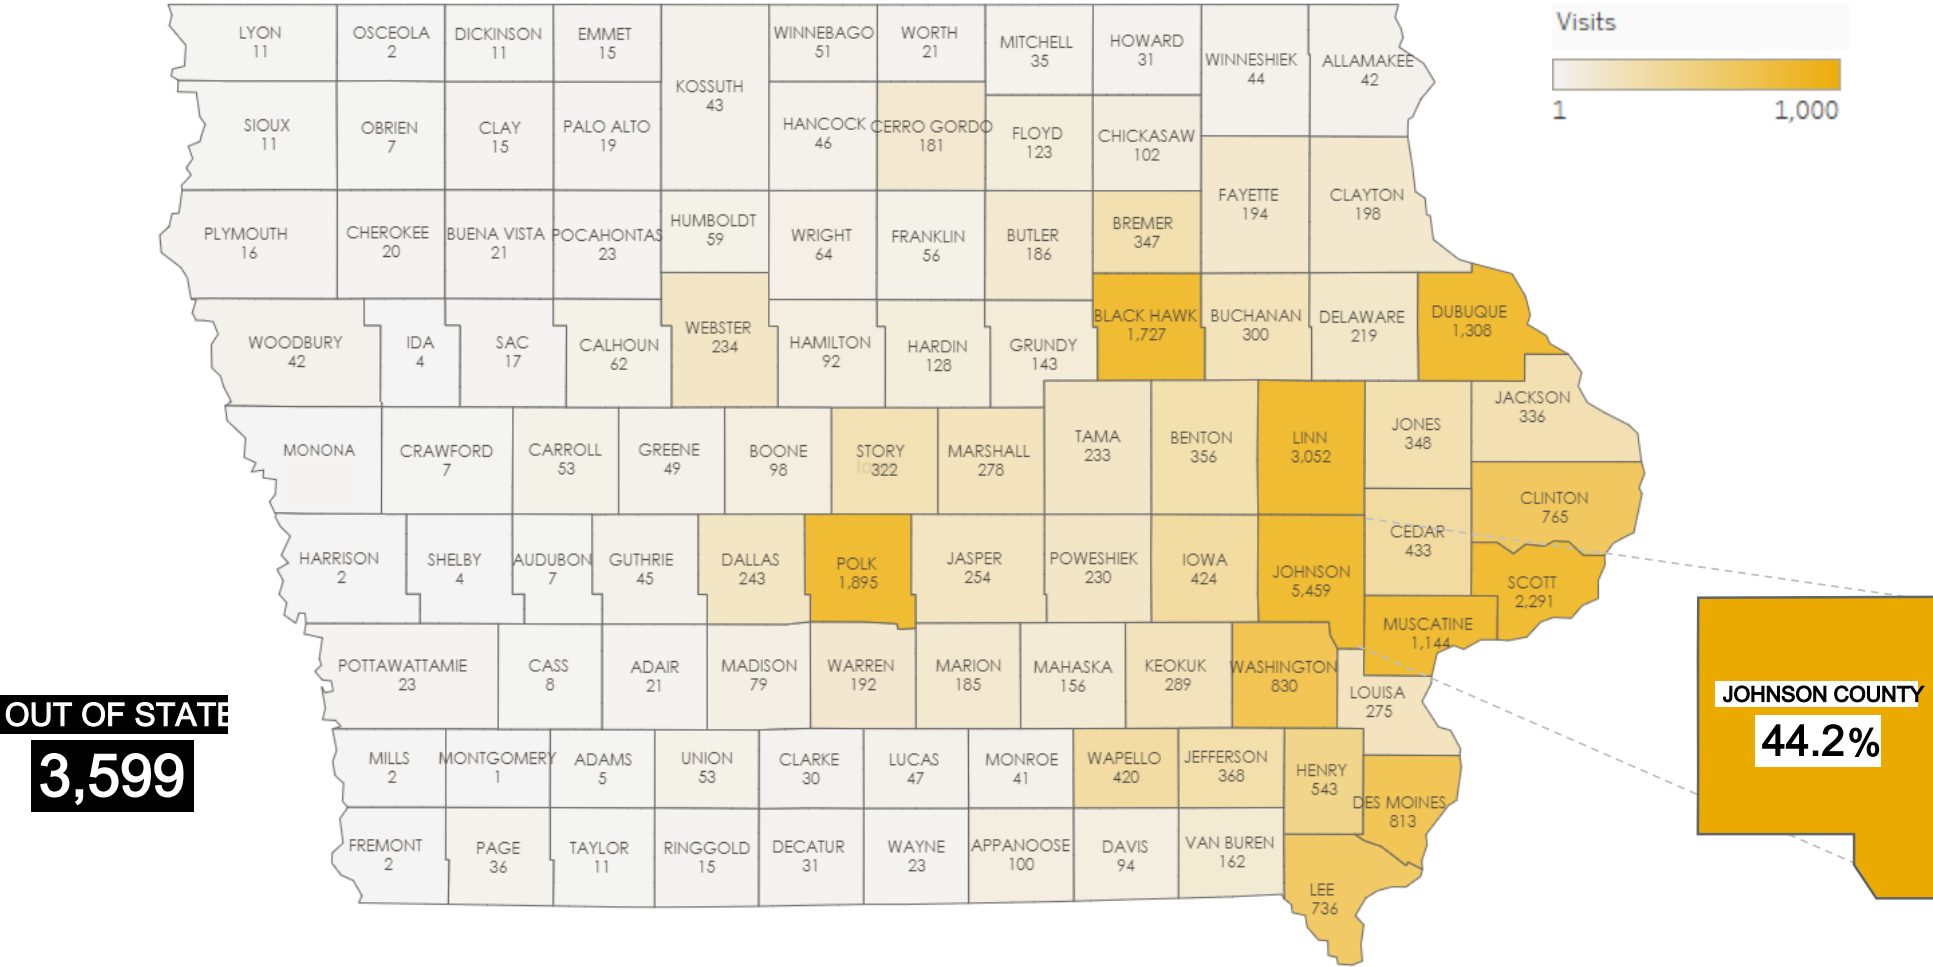 Visits
1
1,000
LYON
11
OSCEOLA
2
DICKINSON
11
EMMET
15
KOSSUTH
43
WINNEBAGO
51
WORTH
21
MITCHELL
35
HOWARD
31
WINNESHIEK
44
ALLAMAKEE
42
SIOUX
11
OBRIEN
7
CLAY
15
PALO ALTO
19
HANCOCK
46
CERRO GORDO
181
FLOYD
123
CHICKASAW
102
PLYMOUTH
16
CHEROKEE
20
BUENA VISTA
21
POCAHONTAS
23
HUMBOLDT
59
WRIGHT
64
FRANKLIN
56
BUTLER
186
BREMER
347
FAYETTE
194
CLAYTON
198
WOODBURY
42
IDA
4
SAC
17
CALHOUN
62
WEBSTER
234
HAMILTON
92
HARDIN
128
GRUNDY
143
BLACK HAWK
1,727
BUCHANAN
300
DELAWARE
219
DUBUQUE
1,308
MONONA
CRAWFORD
7
CARROLL
53
GREENE
49
BOONE
98
STORY
322
MARSHALL
278
TAMA
233
BENTON
356
LINN
3,052
JONES
348
JACKSON
336
CLINTON
765
HARRISON
2
SHELBY
4
AUDUBON
7
GUTHRIE
45
DALLAS
243
POLK
1,895
JASPER
254
POWESHIEK
230
IOWA
424
JOHNSON
5,459
CEDAR
433
SCOTT
2,291
MUSCATINE
1,144
POTTAWATTAMIE
23
CASS
8
ADAIR
21
MADISON
79
WARREN
192
MARION
185
MAHASKA
156
KEOKUK
289
WASHINGTON
830
LOUISA
275
MILLS
2
MONTGOMERY
1
ADAMS
5
UNION
53
CLARKE
30
LUCAS
47
MONROE
41
WAPELLO
420
JEFFERSON
368
HENRY
543
DES MOINES
813
FREMONT
2
PAGE
36
TAYLOR
11
RINGGOLD
15
DECATUR
31
WAYNE
23
APPANOOSE
100
DAVIS
94
VAN BUREN
162
LEE
736
OUT OF STATE
3,599
JOHNSON COUNTY
44.2%